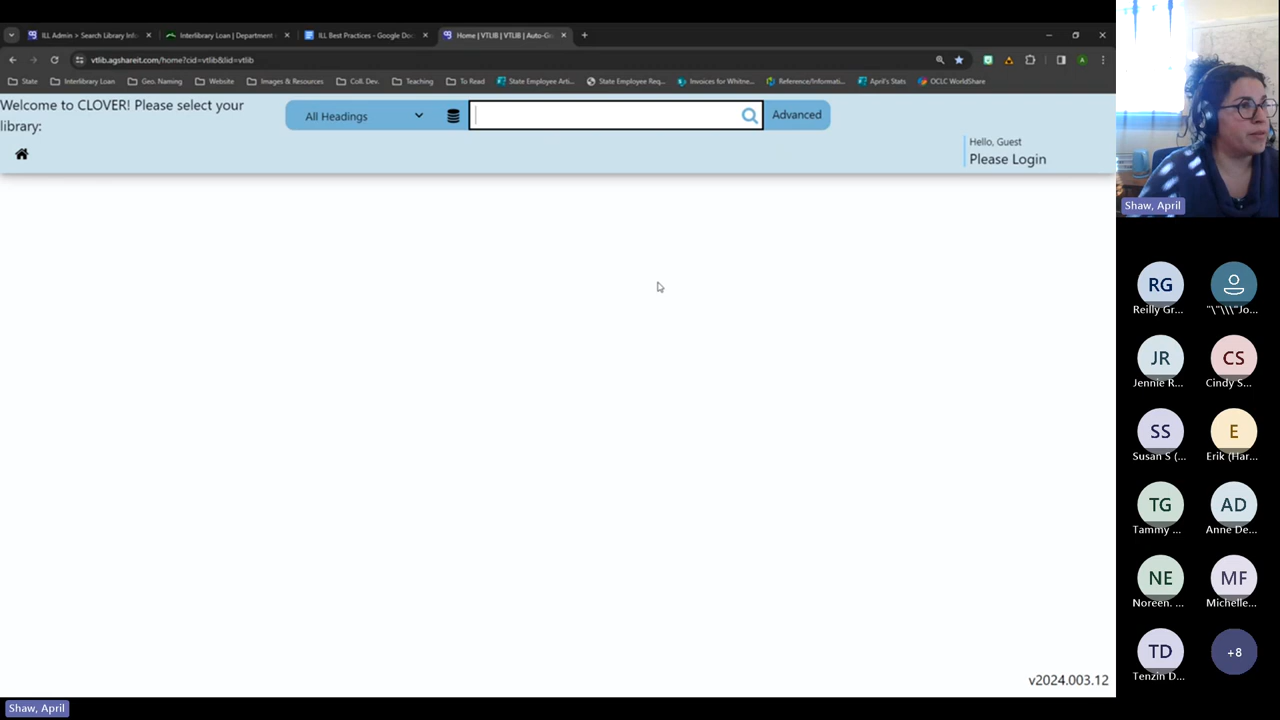 ILL Admin > Search Library Inf
Interlibrary Loan | Department
ILL Best Practices - Google Doc
Home | VTLIB | VTLIB | Auto-Gr
vtlib.agshareit.com/home?cid=vtlib&lid=vtlib
State
Interlibrary Loan
Geo. Naming
Website
Images & Resources
Coll. Dev.
Teaching
To Read
State Employee Arti...
State Employee Req...
Invoices for Whitne...
Reference/Informati...
April's Stats
OCLC WorldShare
Welcome to CLOVER! Please select your
library:
All Headings
Advanced
Hello, Guest
Please Login
v2024.003.12
Shaw, April
RG
Reilly Gr...
"\"\\\"Jo...
JR
Jennie R...
CS
Cindy S...
SS
Susan S (...
E
Erik (Har...
TG
Tammy ...
AD
Anne De...
NE
Noreen. ...
MF
Michelle...
TD
Tenzin D...
+8
Shaw, April